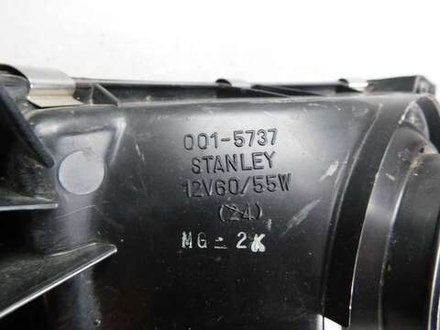 001-5737
STANLEY
12V60/55W
(24)
MG-2K